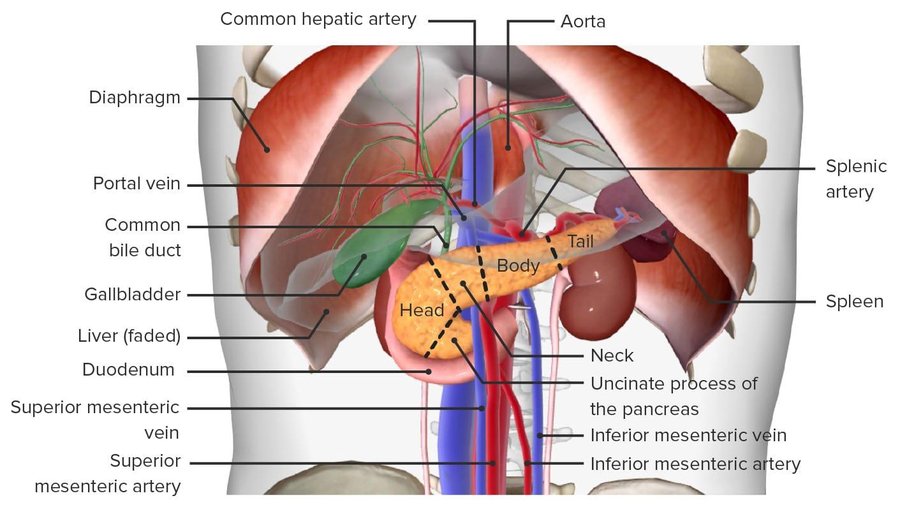 Common hepatic artery
Aorta
Diaphragm
Portal vein
Splenic
artery
Common
bile duct
Tail
Body
Gallbladder
Head
Spleen
Liver (faded)
Neck
Duodenum
Uncinate process of
the pancreas
Superior mesenteric
vein
Inferior mesenteric vein
Superior
mesenteric artery
Inferior mesenteric artery